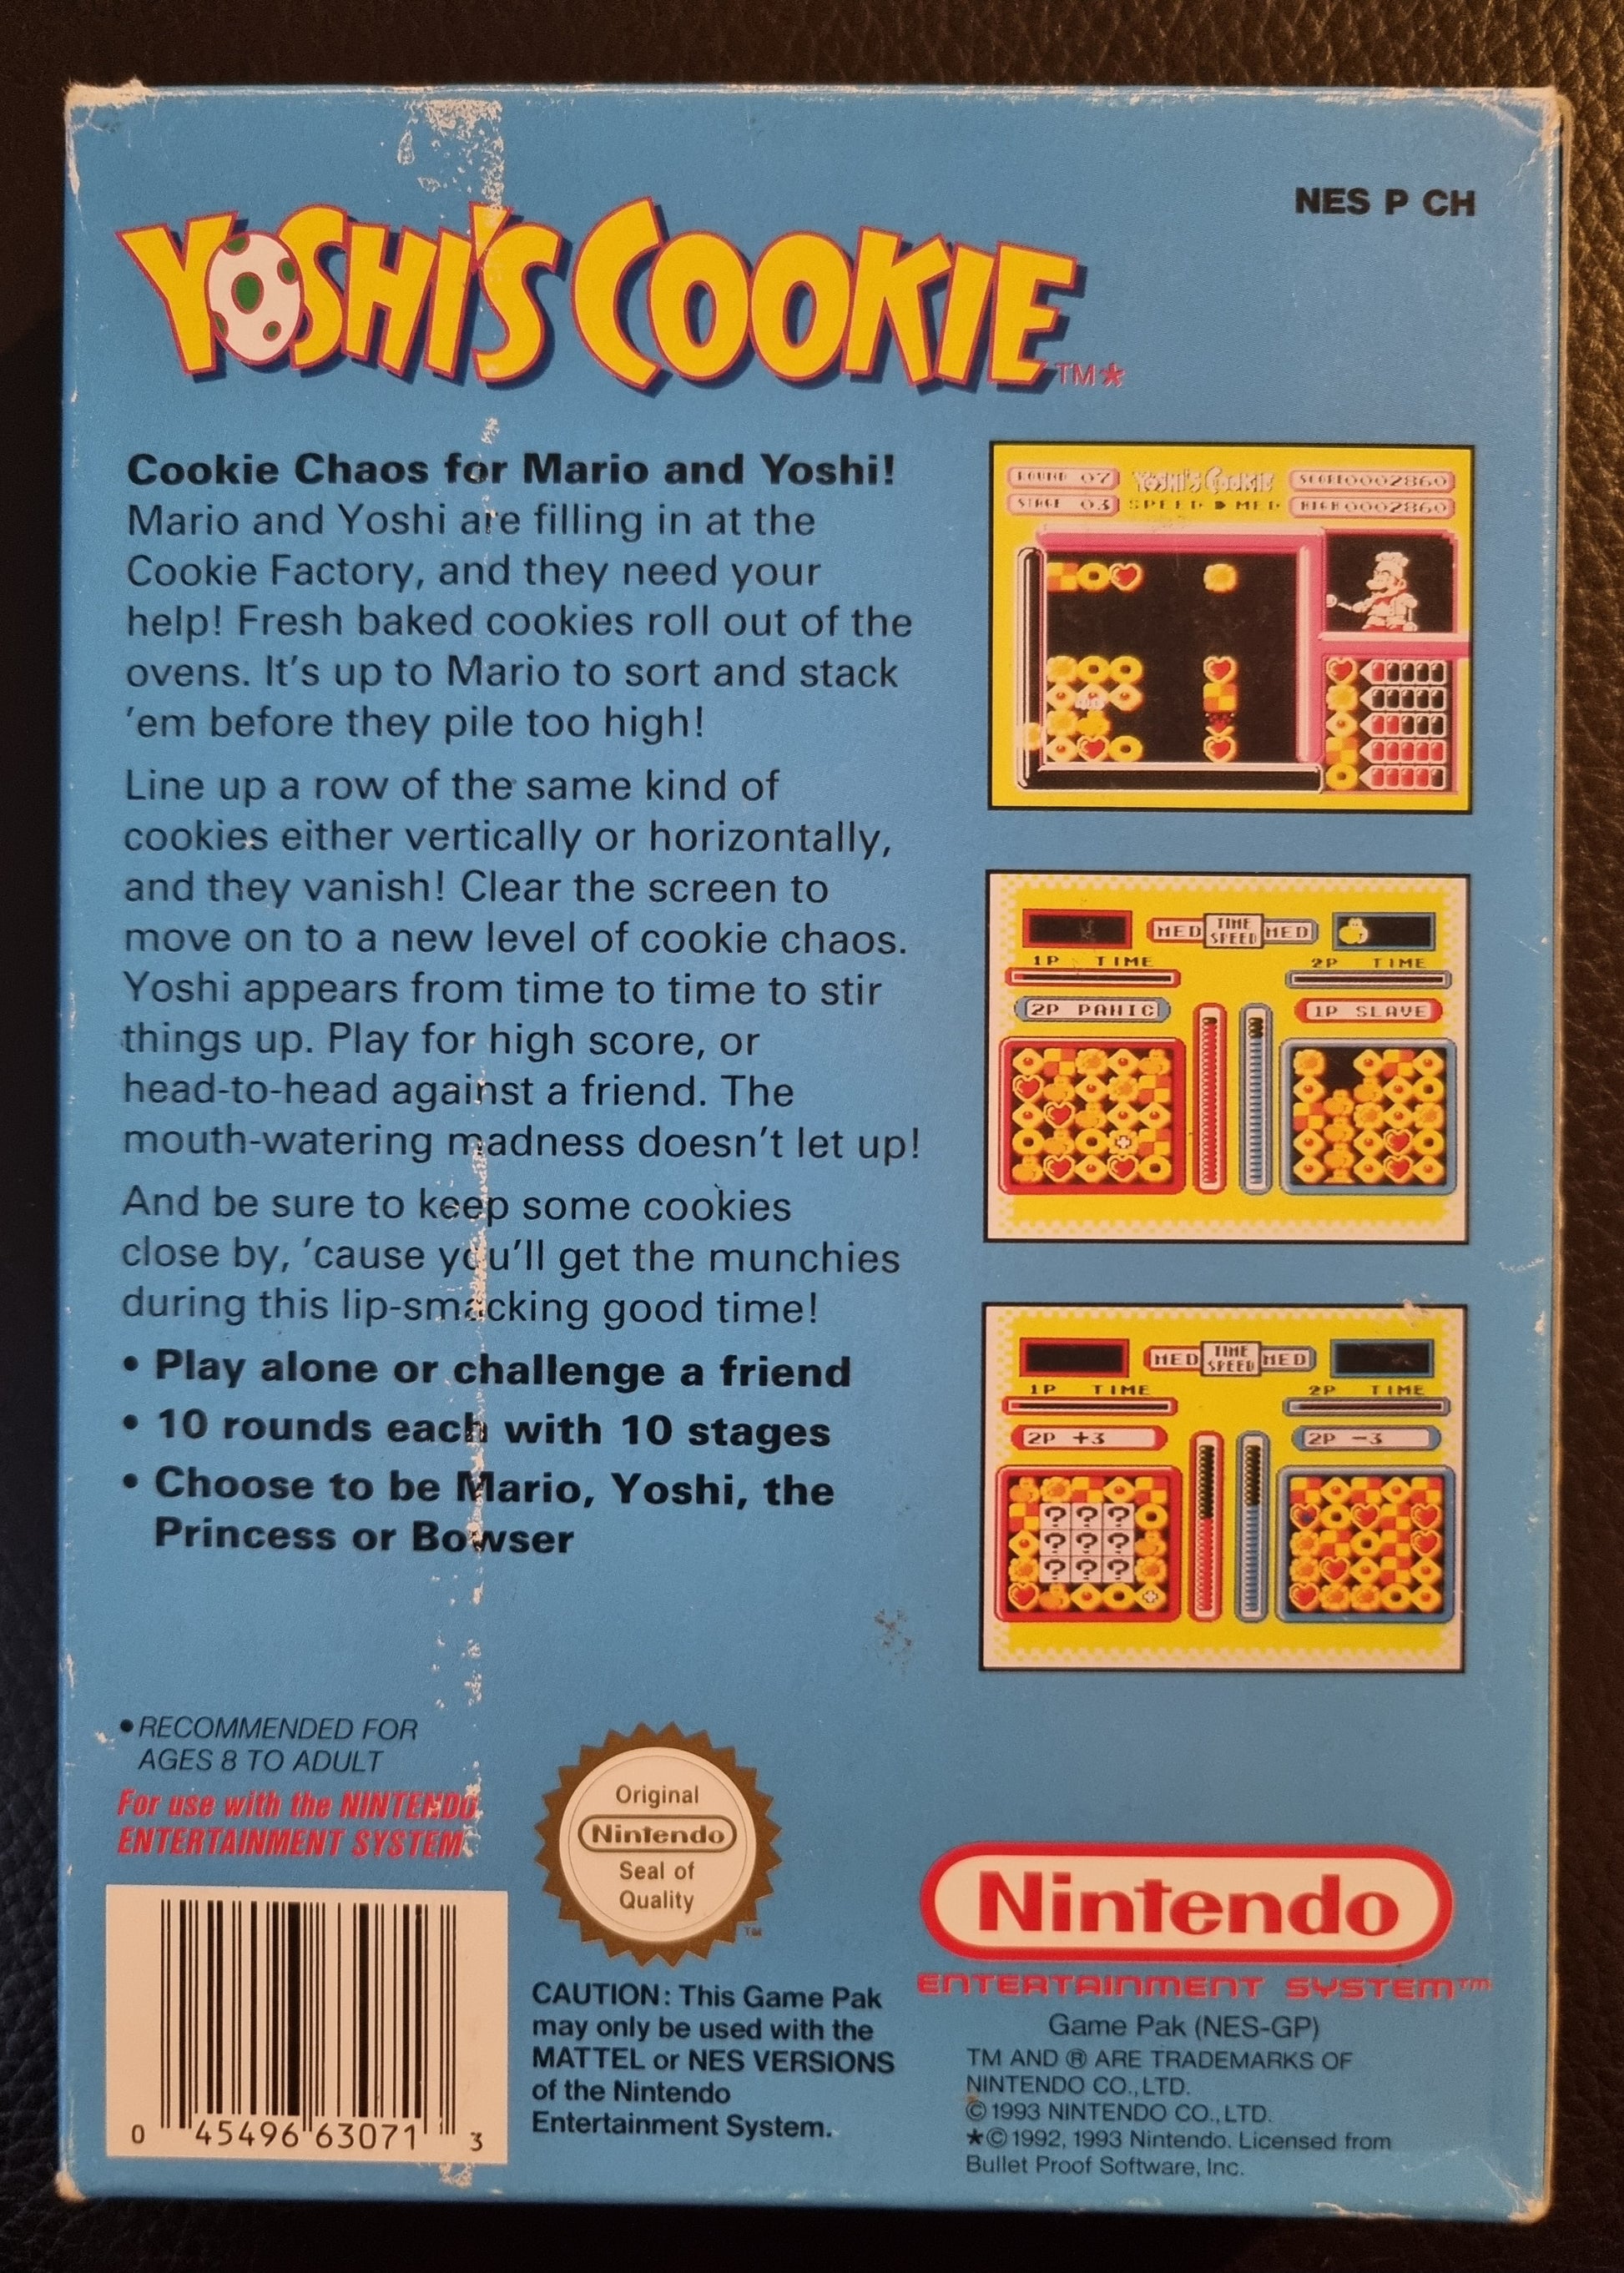 NES P CH
YOSHI'S COOKIE™*
Cookie Chaos for Mario and Yoshi!
Mario and Yoshi are filling in at the
Cookie Factory, and they need your
help! Fresh baked cookies roll out of the
ovens. It's up to Mario to sort and stack
'em before they pile too high!
Line up a row of the same kind of
cookies either vertically or horizontally,
and they vanish! Clear the screen to
move on to a new level of cookie chaos.
Yoshi appears from time to time to stir
things up. Play for high score, or
head-to-head against a friend. The
mouth-watering madness doesn't let up!
And be sure to keep some cookies
close by, 'cause you'll get the munchies
during this lip-smacking good time!
• Play alone or challenge a friend
• 10 rounds each with 10 stages
• Choose to be Mario, Yoshi, the
Princess or Bowser
ROUND 07 YOSHI'S COOKIE SCORE 0002860
STAGE 03 SPEED MED HIGH 0002860
MED TIME SPEED MED
1P TIME 2P TIME
2P PANIC 1P SLAVE
MED TIME SPEED MED
1P TIME 2P TIME
2P +3 2P -3
? ? ?
? ? ?
? ? ?
• RECOMMENDED FOR
AGES 8 TO ADULT
For use with the NINTENDO
ENTERTAINMENT SYSTEM
0 45496 63071 3
Original
Nintendo
Seal of
Quality
TM
CAUTION: This Game Pak
may only be used with the
MATTEL or NES VERSIONS
of the Nintendo
Entertainment System.
Nintendo
ENTERTAINMENT SYSTEM™
Game Pak (NES-GP)
TM AND ® ARE TRADEMARKS OF
NINTENDO CO., LTD.
© 1993 NINTENDO CO., LTD.
★© 1992, 1993 Nintendo. Licensed from
Bullet Proof Software, Inc.